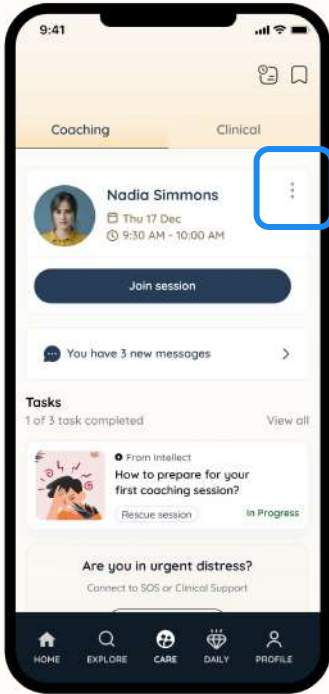 9:41
Coaching
Clinical
Nadia Simmons
Thu 17 Dec
9:30 AM - 10:00 AM
Join session
You have 3 new messages
Tasks
1 of 3 task completed
View all
From Intellect
How to prepare for your
first coaching session?
Rescue session
In Progress
Are you in urgent distress?
Connect to SOS or Clinical Support
HOME
EXPLORE
CARE
DAILY
PROFILE